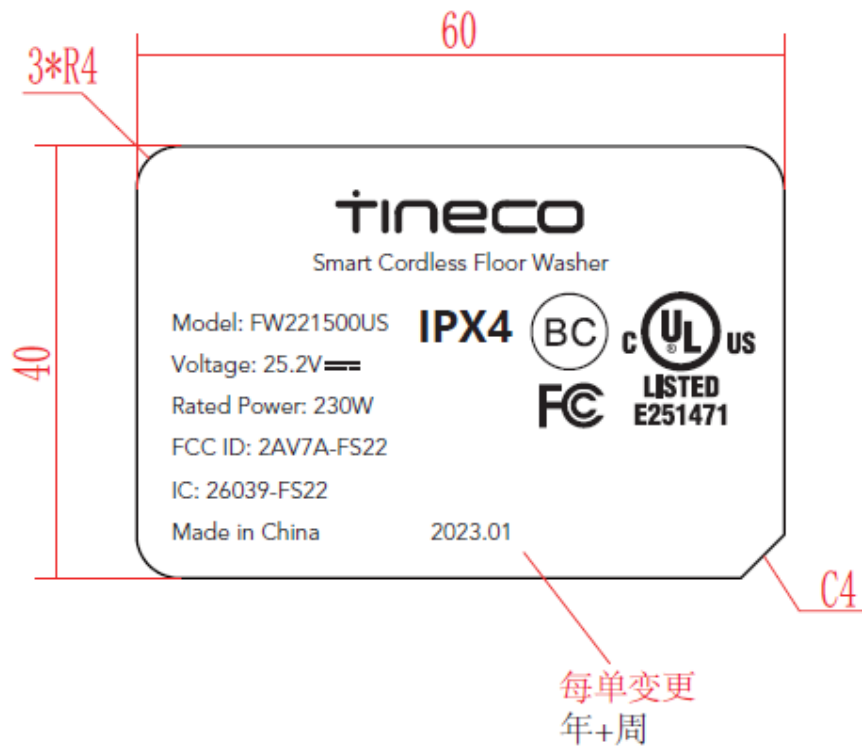 60
3*R4
40
Tineco
Smart Cordless Floor Washer
Model: FW221500US
IPX4
BC
C UL® US
LISTED
E251471
Voltage: 25.2V
Rated Power: 230W
FC
FCC ID: 2AV7A-FS22
IC: 26039-FS22
Made in China 2023.01
C4
每单变更
年+周